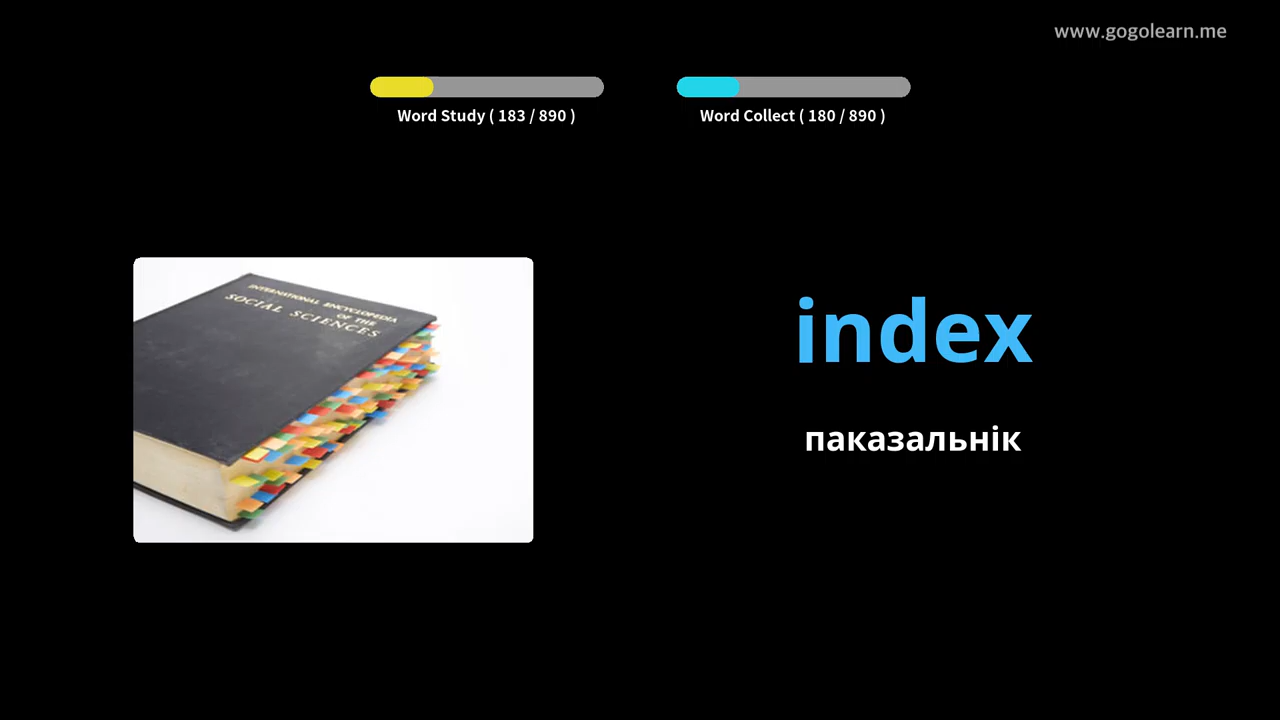 www.gogolearn.me
Word Study ( 183 / 890 )
Word Collect ( 180 / 890 )
INTERNATIONAL ENCYCLOPEDIA
OF THE
SOCIAL SCIENCES
index
паказальнік